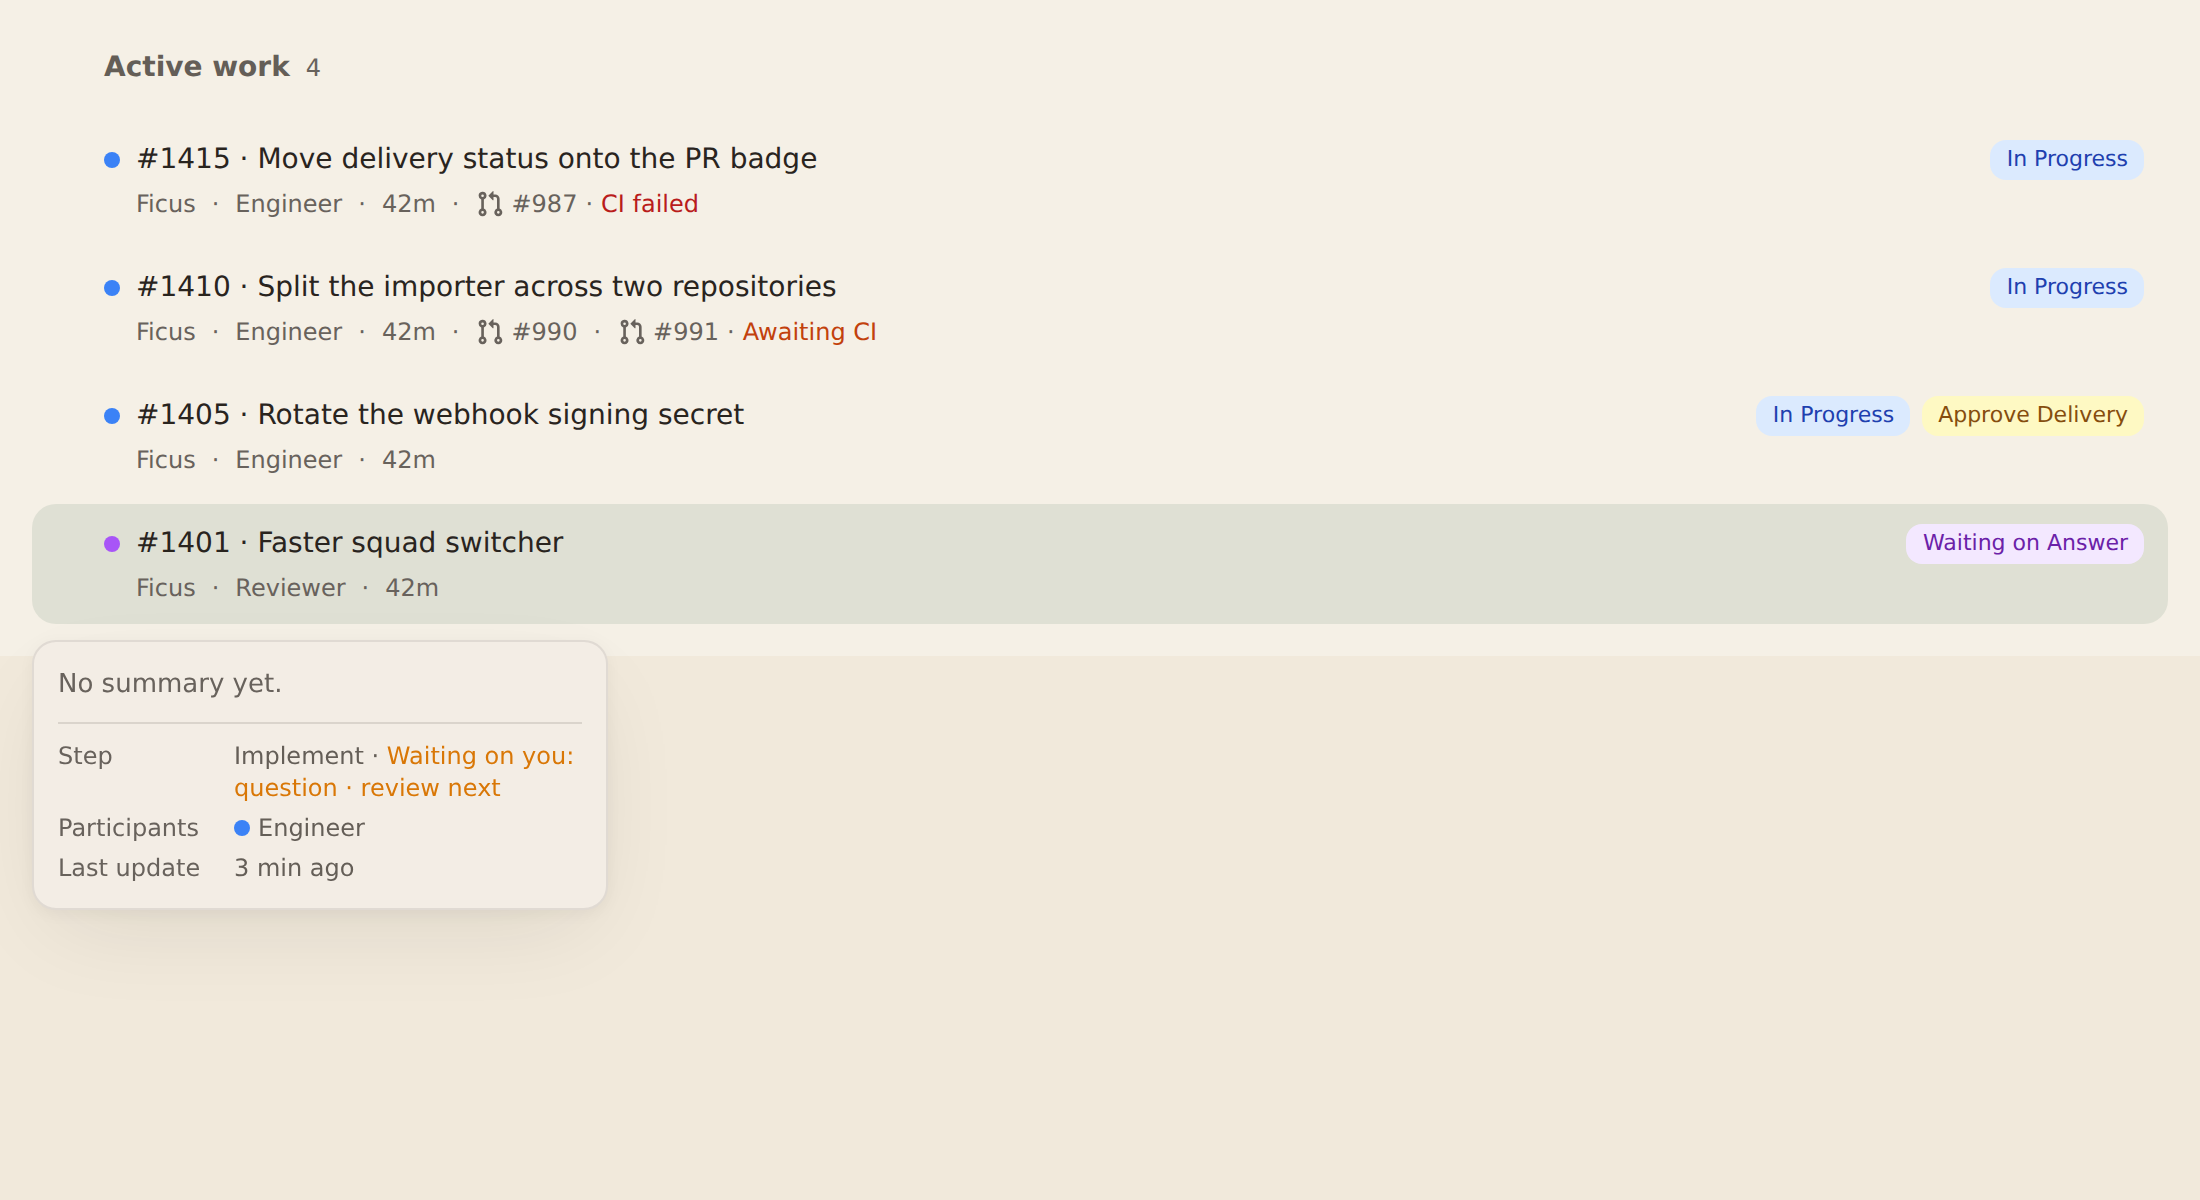 Active work 4
#1415 · Move delivery status onto the PR badge
In Progress
Ficus · Engineer · 42m · #987 · CI failed
#1410 · Split the importer across two repositories
In Progress
Ficus · Engineer · 42m · #990 · #991 · Awaiting CI
#1405 · Rotate the webhook signing secret
In Progress
Approve Delivery
Ficus · Engineer · 42m
#1401 · Faster squad switcher
Waiting on Answer
Ficus · Reviewer · 42m
No summary yet.
Step Implement · Waiting on you:
question · review next
Participants Engineer
Last update 3 min ago